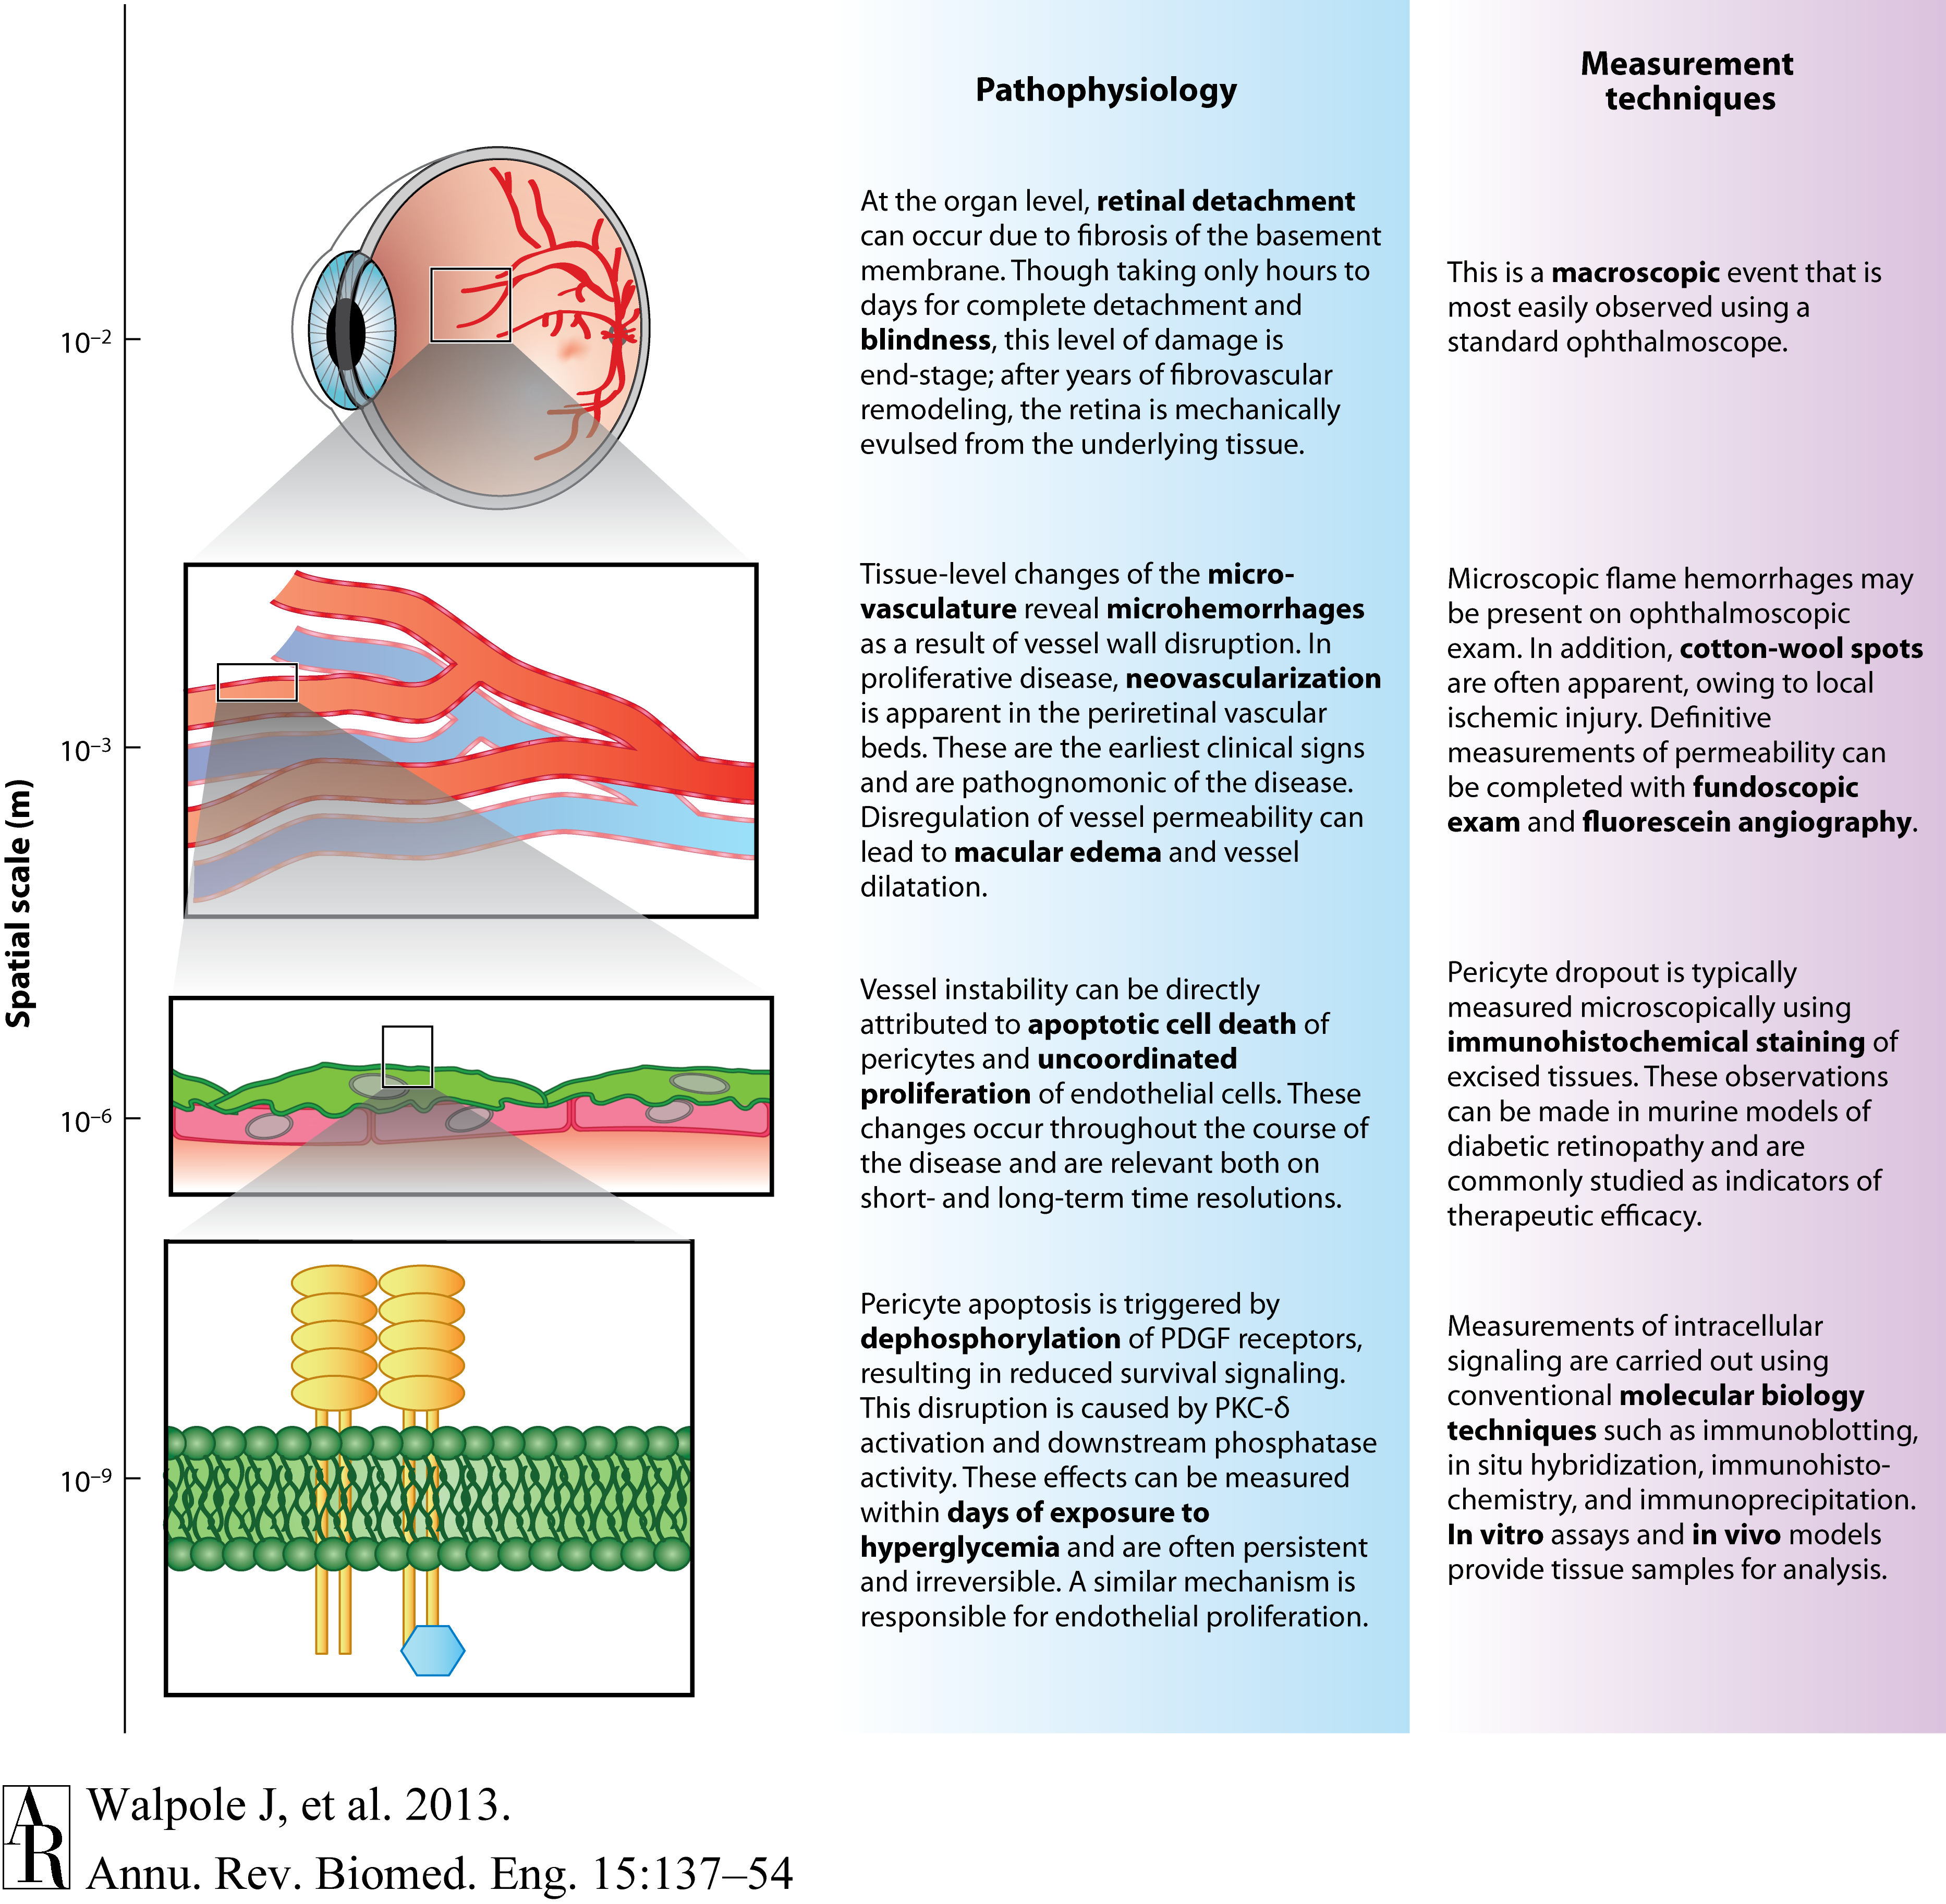 Pathophysiology
Measurement
techniques
Spatial scale (m)
10–2
At the organ level, retinal detachment
can occur due to fibrosis of the basement
membrane. Though taking only hours to
days for complete detachment and
blindness, this level of damage is
end-stage; after years of fibrovascular
remodeling, the retina is mechanically
evulsed from the underlying tissue.
This is a macroscopic event that is
most easily observed using a
standard ophthalmoscope.
10–3
Tissue-level changes of the micro-
vasculature reveal microhemorrhages
as a result of vessel wall disruption. In
proliferative disease, neovascularization
is apparent in the periretinal vascular
beds. These are the earliest clinical signs
and are pathognomonic of the disease.
Disregulation of vessel permeability can
lead to macular edema and vessel
dilatation.
Microscopic flame hemorrhages may
be present on ophthalmoscopic
exam. In addition, cotton-wool spots
are often apparent, owing to local
ischemic injury. Definitive
measurements of permeability can
be completed with fundoscopic
exam and fluorescein angiography.
10–6
Vessel instability can be directly
attributed to apoptotic cell death of
pericytes and uncoordinated
proliferation of endothelial cells. These
changes occur throughout the course of
the disease and are relevant both on
short- and long-term time resolutions.
Pericyte dropout is typically
measured microscopically using
immunohistochemical staining of
excised tissues. These observations
can be made in murine models of
diabetic retinopathy and are
commonly studied as indicators of
therapeutic efficacy.
10–9
Pericyte apoptosis is triggered by
dephosphorylation of PDGF receptors,
resulting in reduced survival signaling.
This disruption is caused by PKC-δ
activation and downstream phosphatase
activity. These effects can be measured
within days of exposure to
hyperglycemia and are often persistent
and irreversible. A similar mechanism is
responsible for endothelial proliferation.
Measurements of intracellular
signaling are carried out using
conventional molecular biology
techniques such as immunoblotting,
in situ hybridization, immunohisto-
chemistry, and immunoprecipitation.
In vitro assays and in vivo models
provide tissue samples for analysis.
AR
Walpole J, et al. 2013.
Annu. Rev. Biomed. Eng. 15:137–54